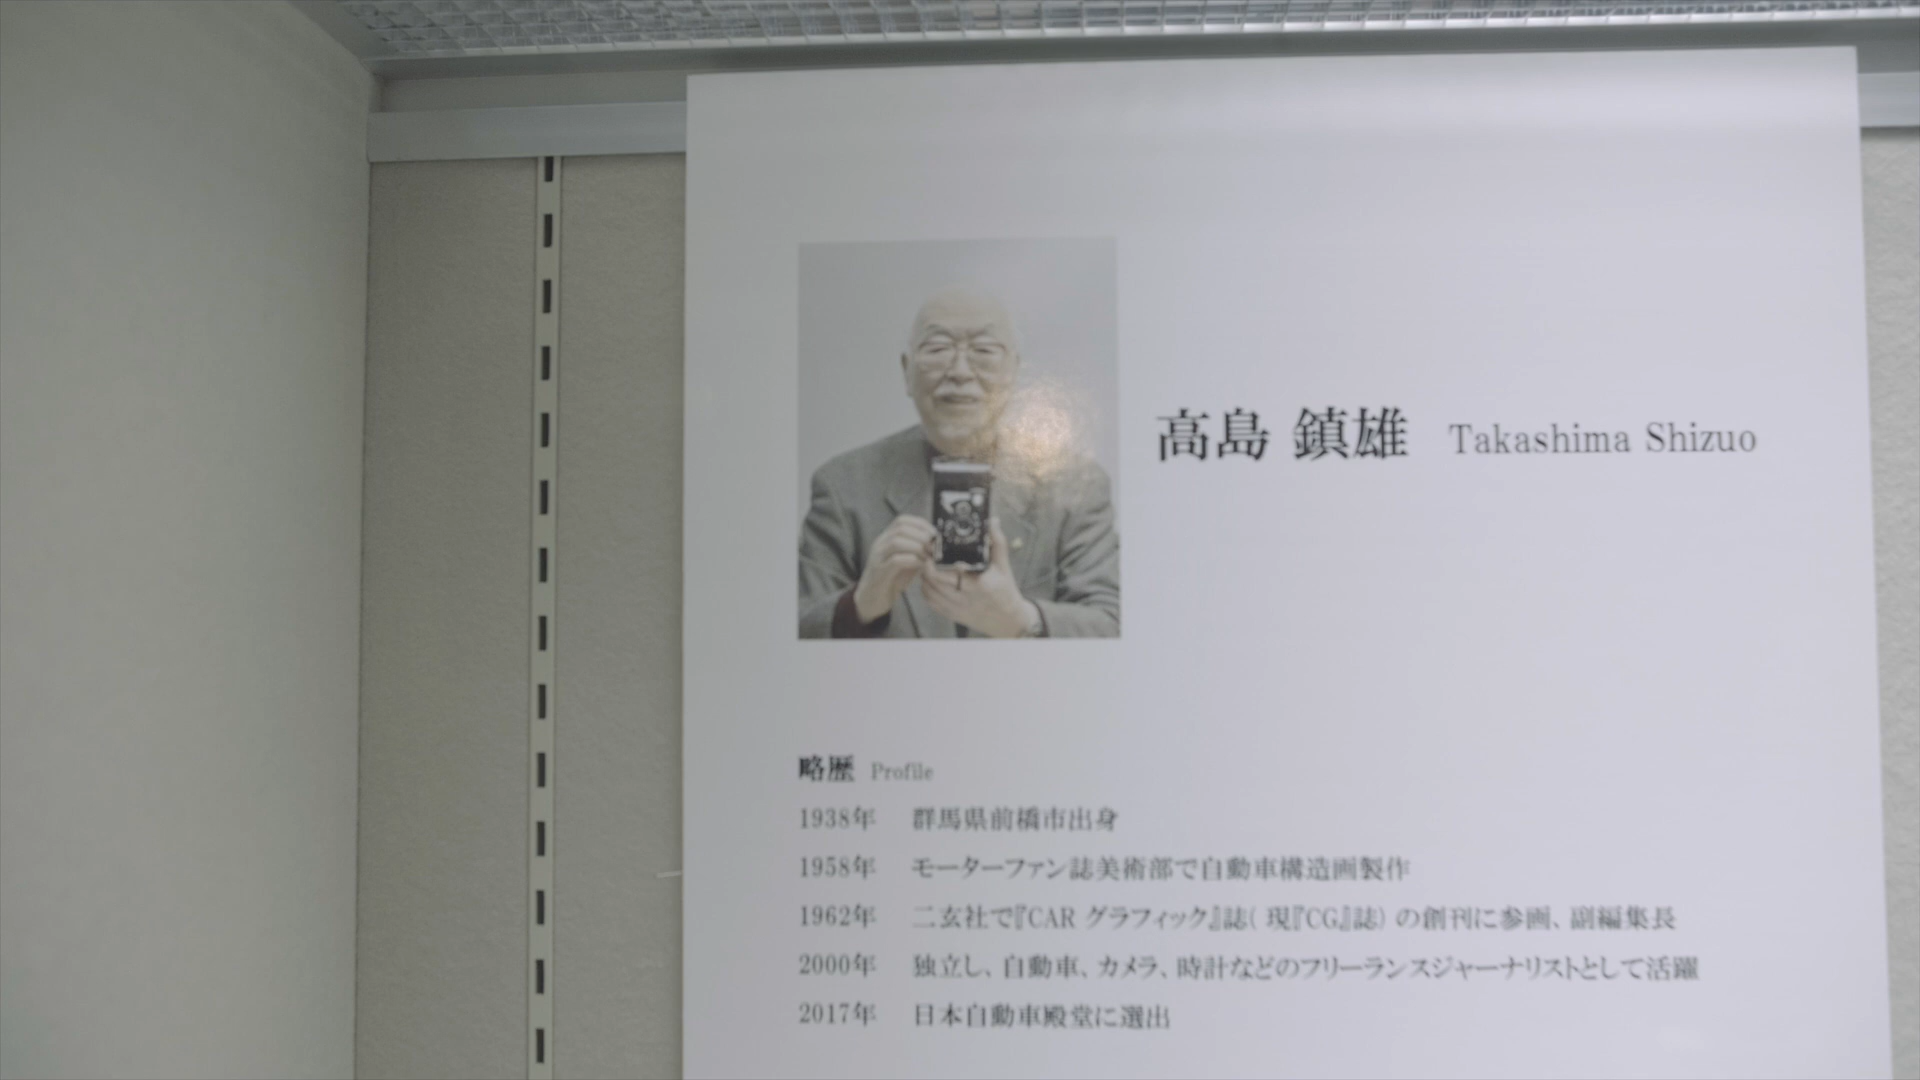 高島 鎮雄 Takashima Shizuo
略歴 Profile
1938年 群馬県前橋市出身
1958年 モーターファン誌美術部で自動車構造画製作
1962年 二玄社で『CAR グラフィック』誌( 現『CG』誌) の創刊に参画、副編集長
2000年 独立し、自動車、カメラ、時計などのフリーランスジャーナリストとして活躍
2017年 日本自動車殿堂に選出